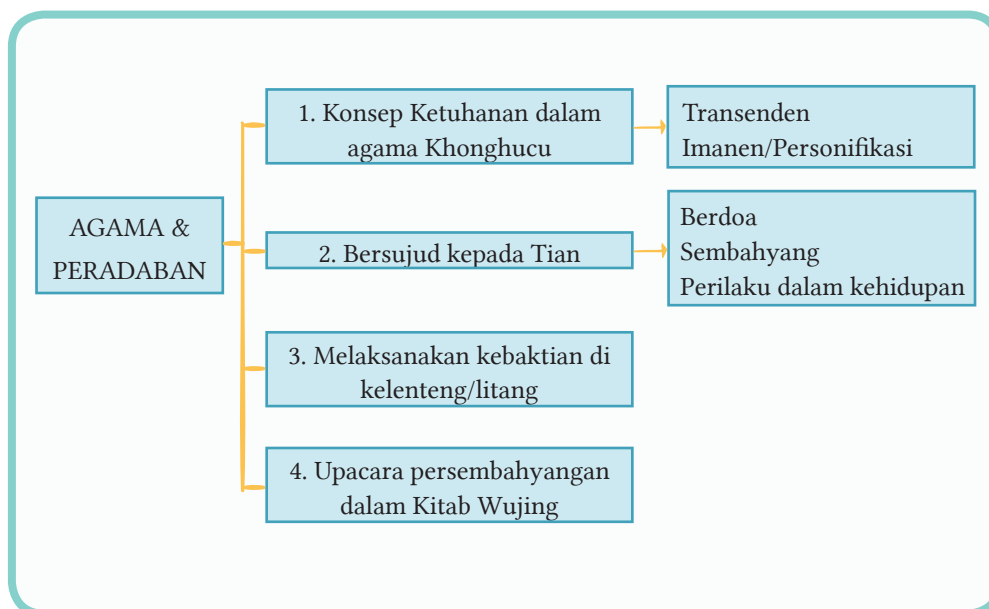 AGAMA &
PERADABAN
1. Konsep Ketuhanan dalam
agama Khonghucu
Transenden
Imanen/Personifikasi
2. Bersujud kepada Tian
Berdoa
Sembahyang
Perilaku dalam kehidupan
3. Melaksanakan kebaktian di
kelenteng/litang
4. Upacara persembahyangan
dalam Kitab Wujing